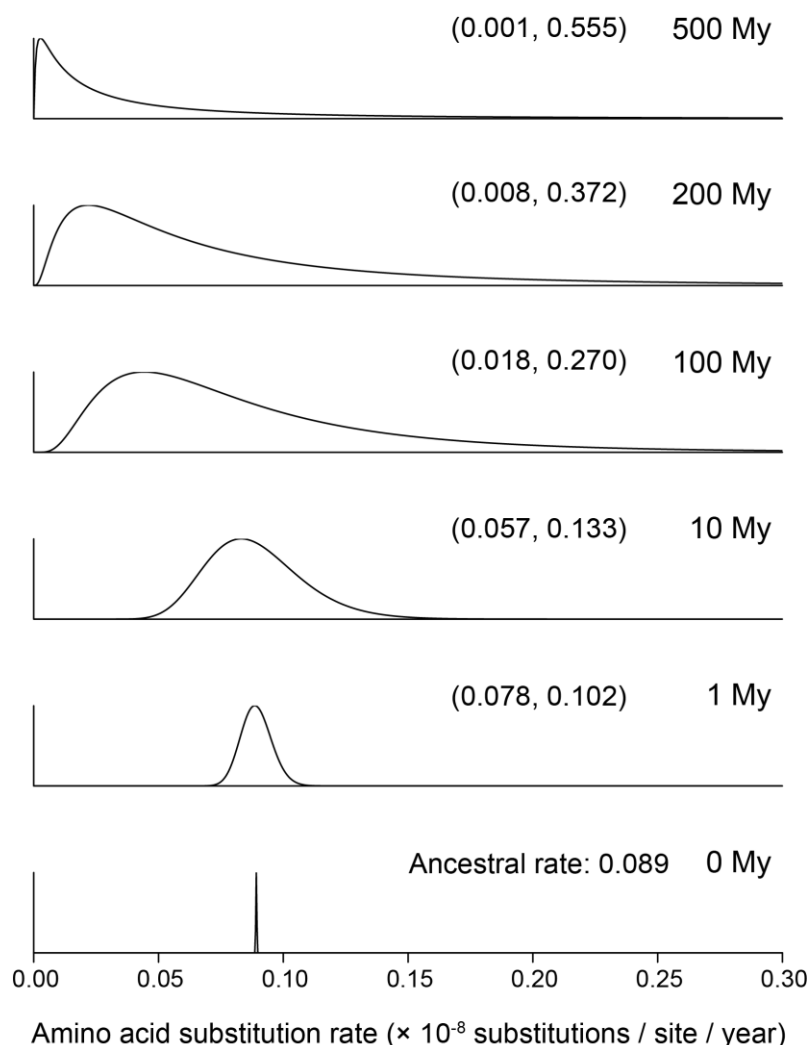 (0.001, 0.555) 500 My
(0.008, 0.372) 200 My
(0.018, 0.270) 100 My
(0.057, 0.133) 10 My
(0.078, 0.102) 1 My
Ancestral rate: 0.089 0 My
0.00 0.05 0.10 0.15 0.20 0.25 0.30
Amino acid substitution rate (× 10⁻⁸ substitutions / site / year)